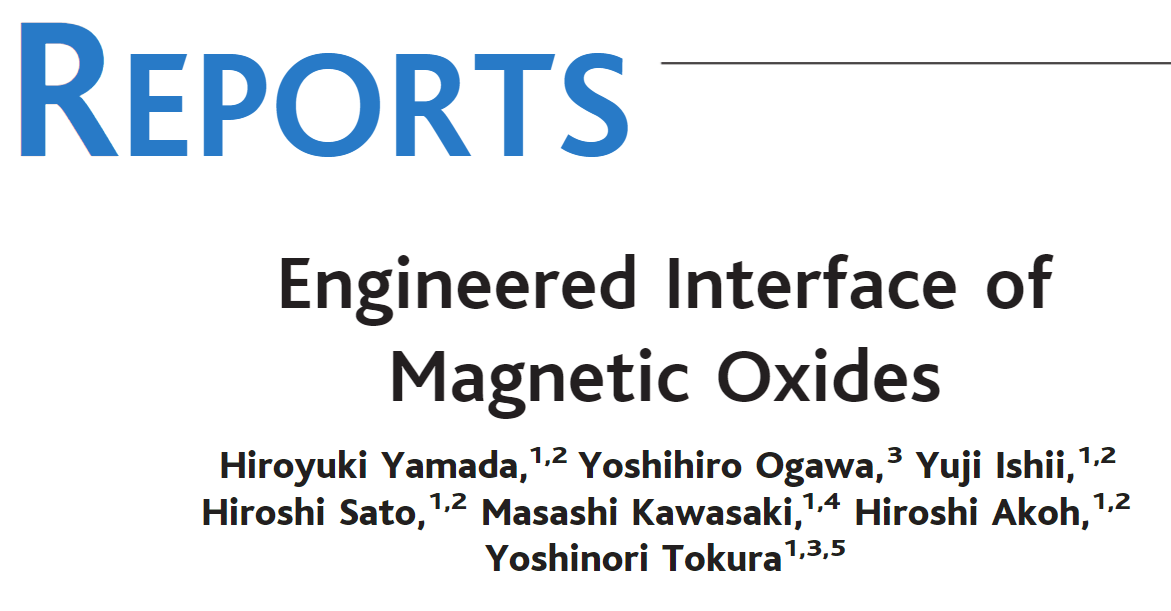 REPORTS
Engineered Interface of
Magnetic Oxides
Hiroyuki Yamada,1,2 Yoshihiro Ogawa,3 Yuji Ishii,1,2
Hiroshi Sato,1,2 Masashi Kawasaki,1,4 Hiroshi Akoh,1,2
Yoshinori Tokura1,3,5